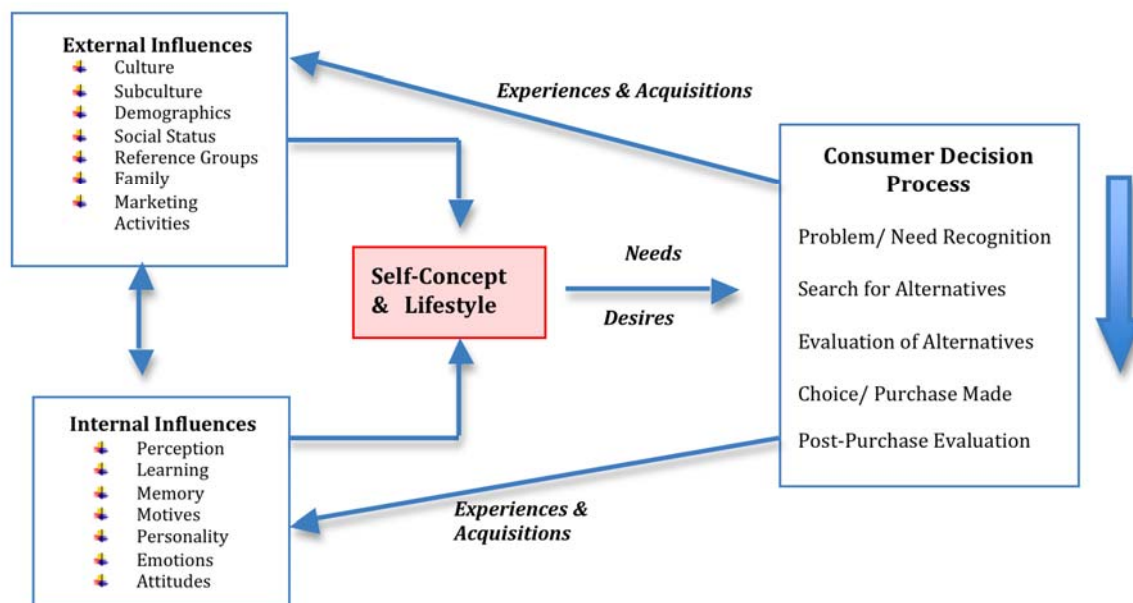 External Influences
Culture
Subculture
Demographics
Social Status
Reference Groups
Family
Marketing
Activities
Experiences & Acquisitions
Self-Concept
& Lifestyle
Needs
Desires
Consumer Decision
Process
Problem/ Need Recognition
Search for Alternatives
Evaluation of Alternatives
Choice/ Purchase Made
Post-Purchase Evaluation
Internal Influences
Perception
Learning
Memory
Motives
Personality
Emotions
Attitudes
Experiences &
Acquisitions